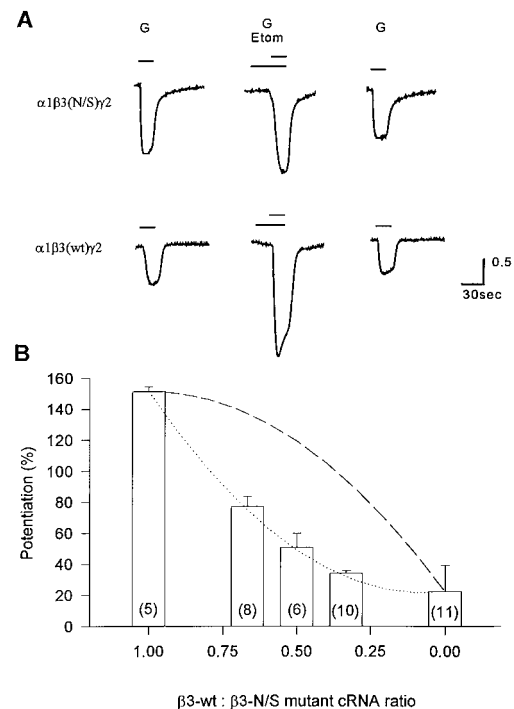 A
G
G
Etom
G
α1β3(N/S)γ2
α1β3(wt)γ2
0.5
30sec
B
160
140
120
100
80
60
40
20
0
Potentiation (%)
(5)
(8)
(6)
(10)
(11)
1.00
0.75
0.50
0.25
0.00
β3-wt : β3-N/S mutant cRNA ratio